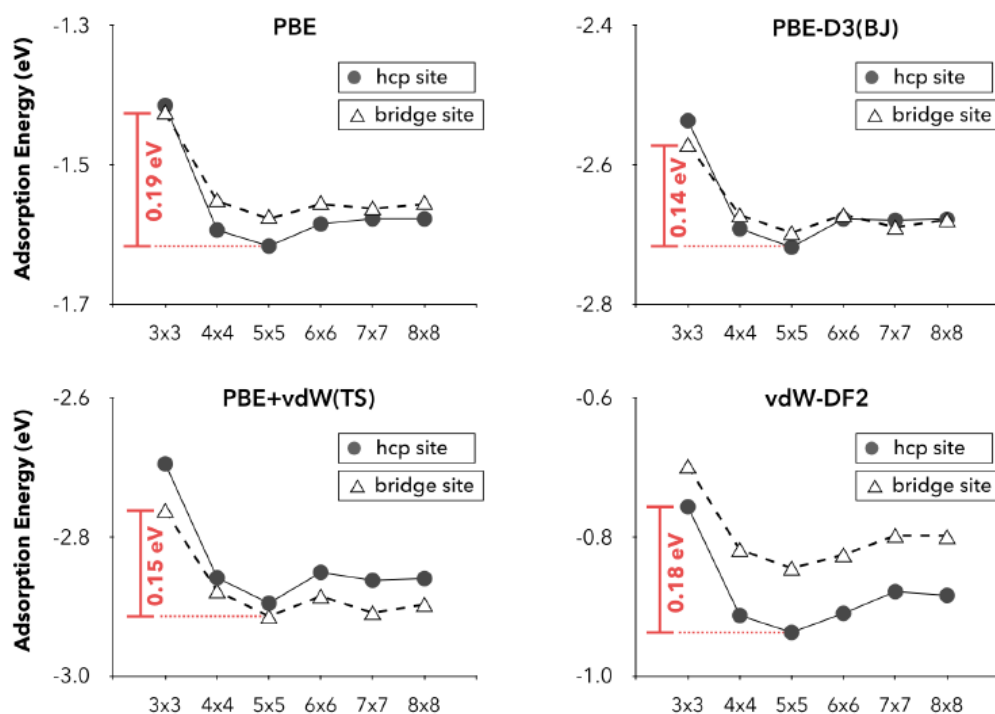 PBE
Adsorption Energy (eV)
-1.3
-1.5
-1.7
hcp site
bridge site
0.19 eV
3x3 4x4 5x5 6x6 7x7 8x8
PBE-D3(BJ)
-2.4
-2.6
-2.8
hcp site
bridge site
0.14 eV
3x3 4x4 5x5 6x6 7x7 8x8
PBE+vdW(TS)
Adsorption Energy (eV)
-2.6
-2.8
-3.0
hcp site
bridge site
0.15 eV
3x3 4x4 5x5 6x6 7x7 8x8
vdW-DF2
-0.6
-0.8
-1.0
hcp site
bridge site
0.18 eV
3x3 4x4 5x5 6x6 7x7 8x8